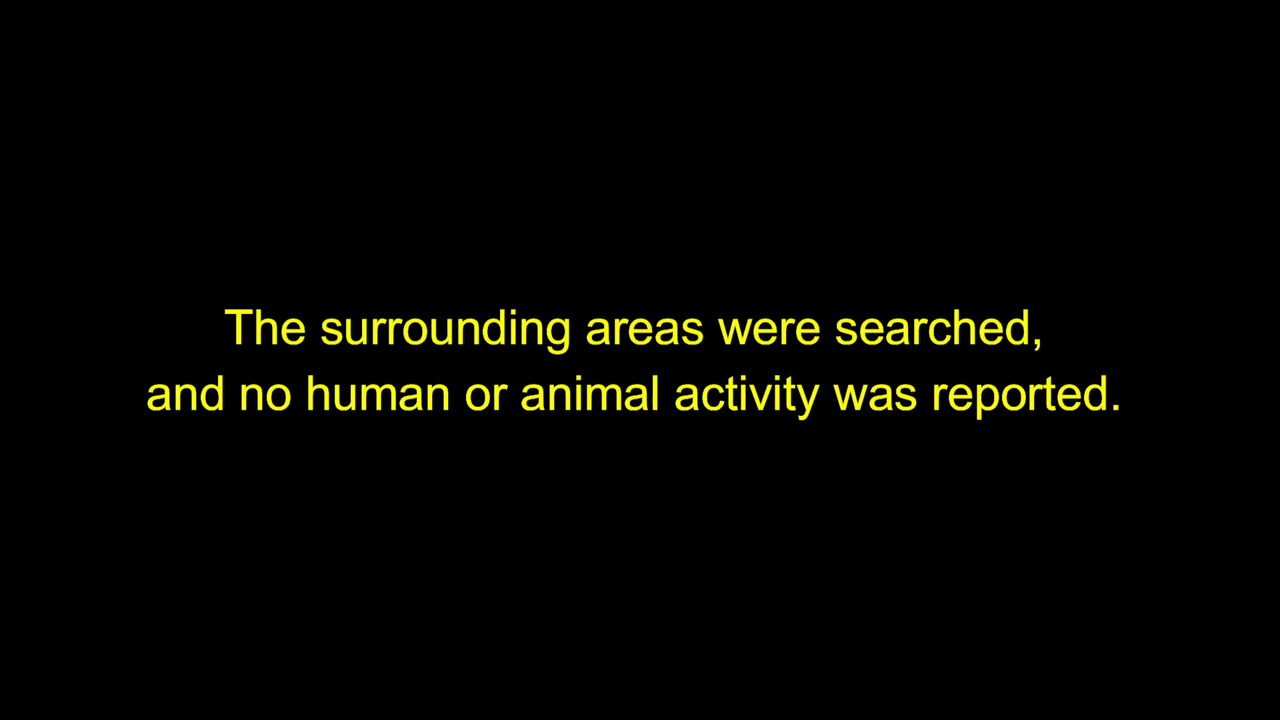 The surrounding areas were searched,
and no human or animal activity was reported.